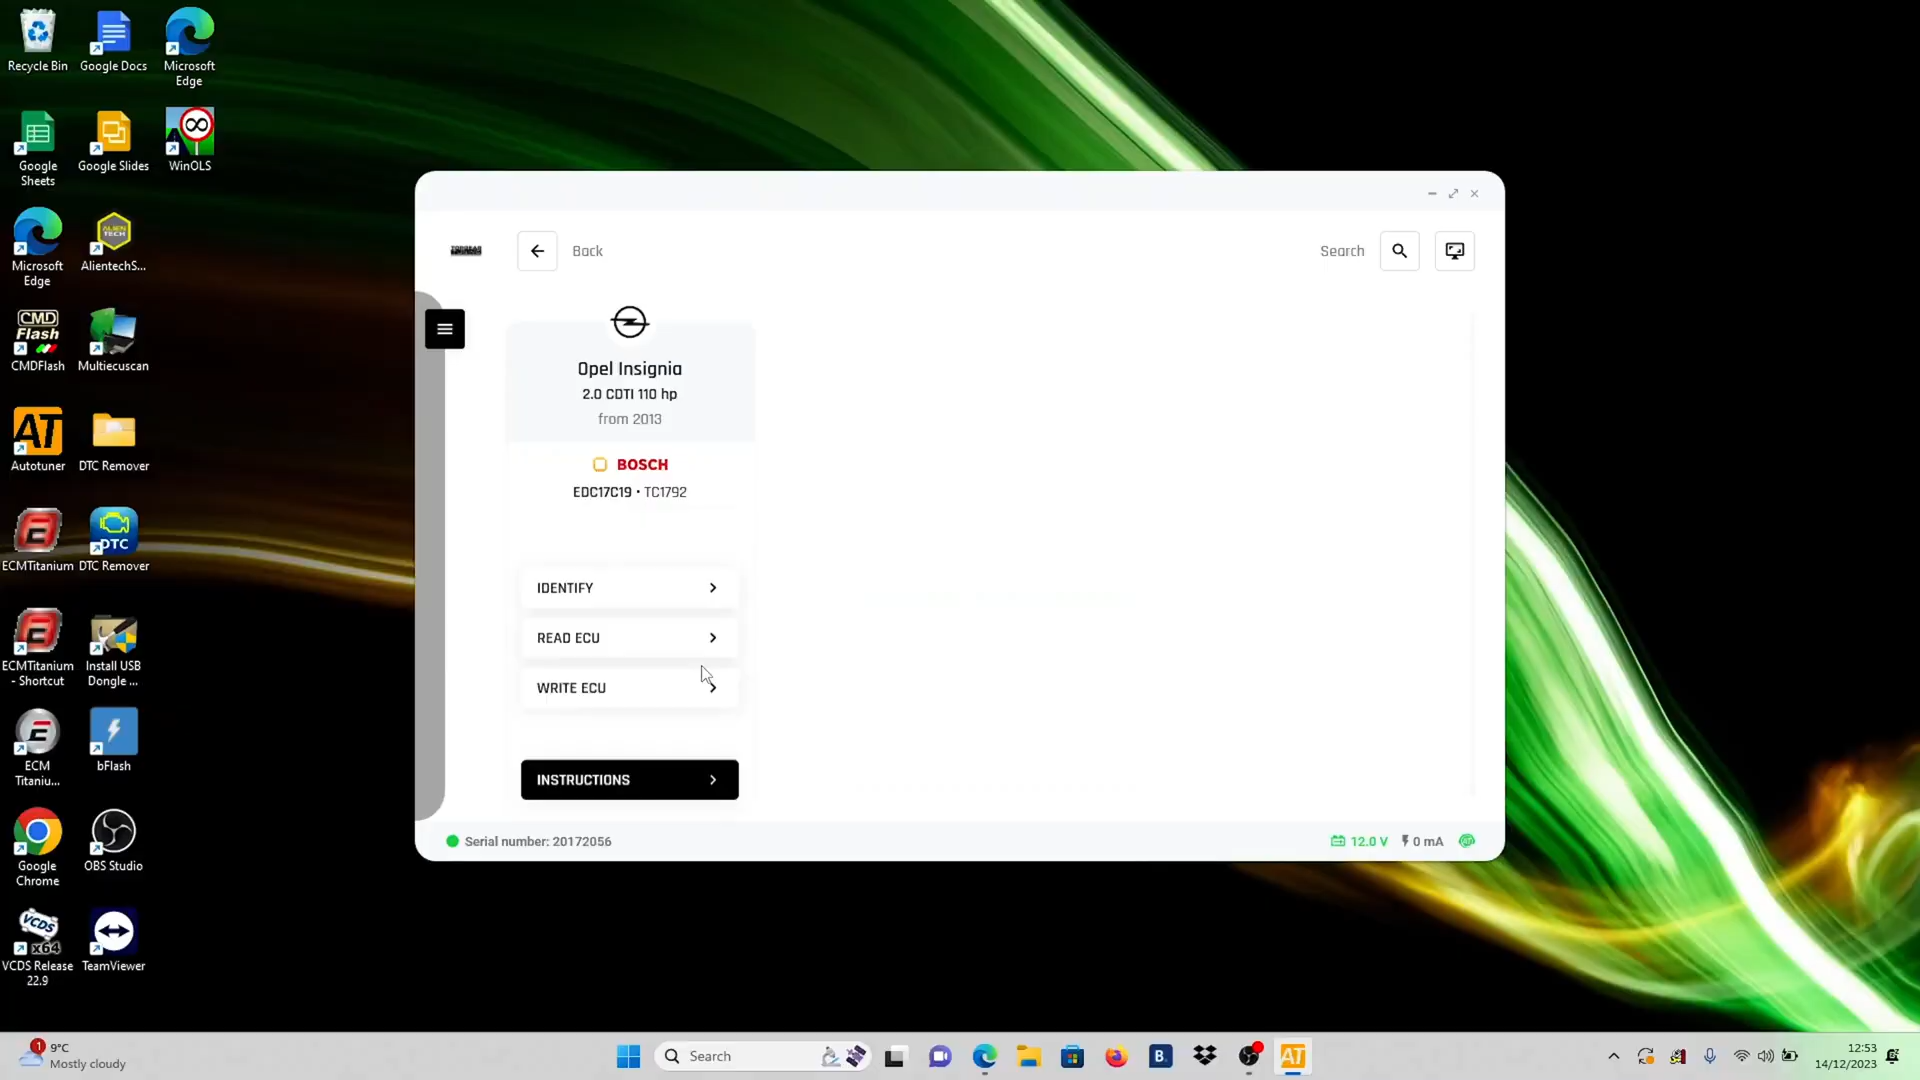 Recycle Bin
Google Docs
Microsoft
Edge
Google
Sheets
Google Slides
WinOLS
Microsoft
Edge
ALIEN
TECH
AlientechS...
CMD
Flash
CMDFlash
Multiecuscan
AT
Autotuner
DTC Remover
ECMTitanium
DTC
DTC Remover
ECMTitanium
- Shortcut
Install USB
Dongle ...
ECM
Titaniu...
bFlash
Google
Chrome
OBS Studio
VCDS
x64
VCDS Release
22.9
TeamViewer
Back
Search
Opel Insignia
2.0 CDTI 110 hp
from 2013
BOSCH
EDC17C19 • TC1792
IDENTIFY
READ ECU
WRITE ECU
INSTRUCTIONS
Serial number: 20172056
12.0 V
0 mA
1
9°C
Mostly cloudy
Search
B.
AT
12:53
14/12/2023